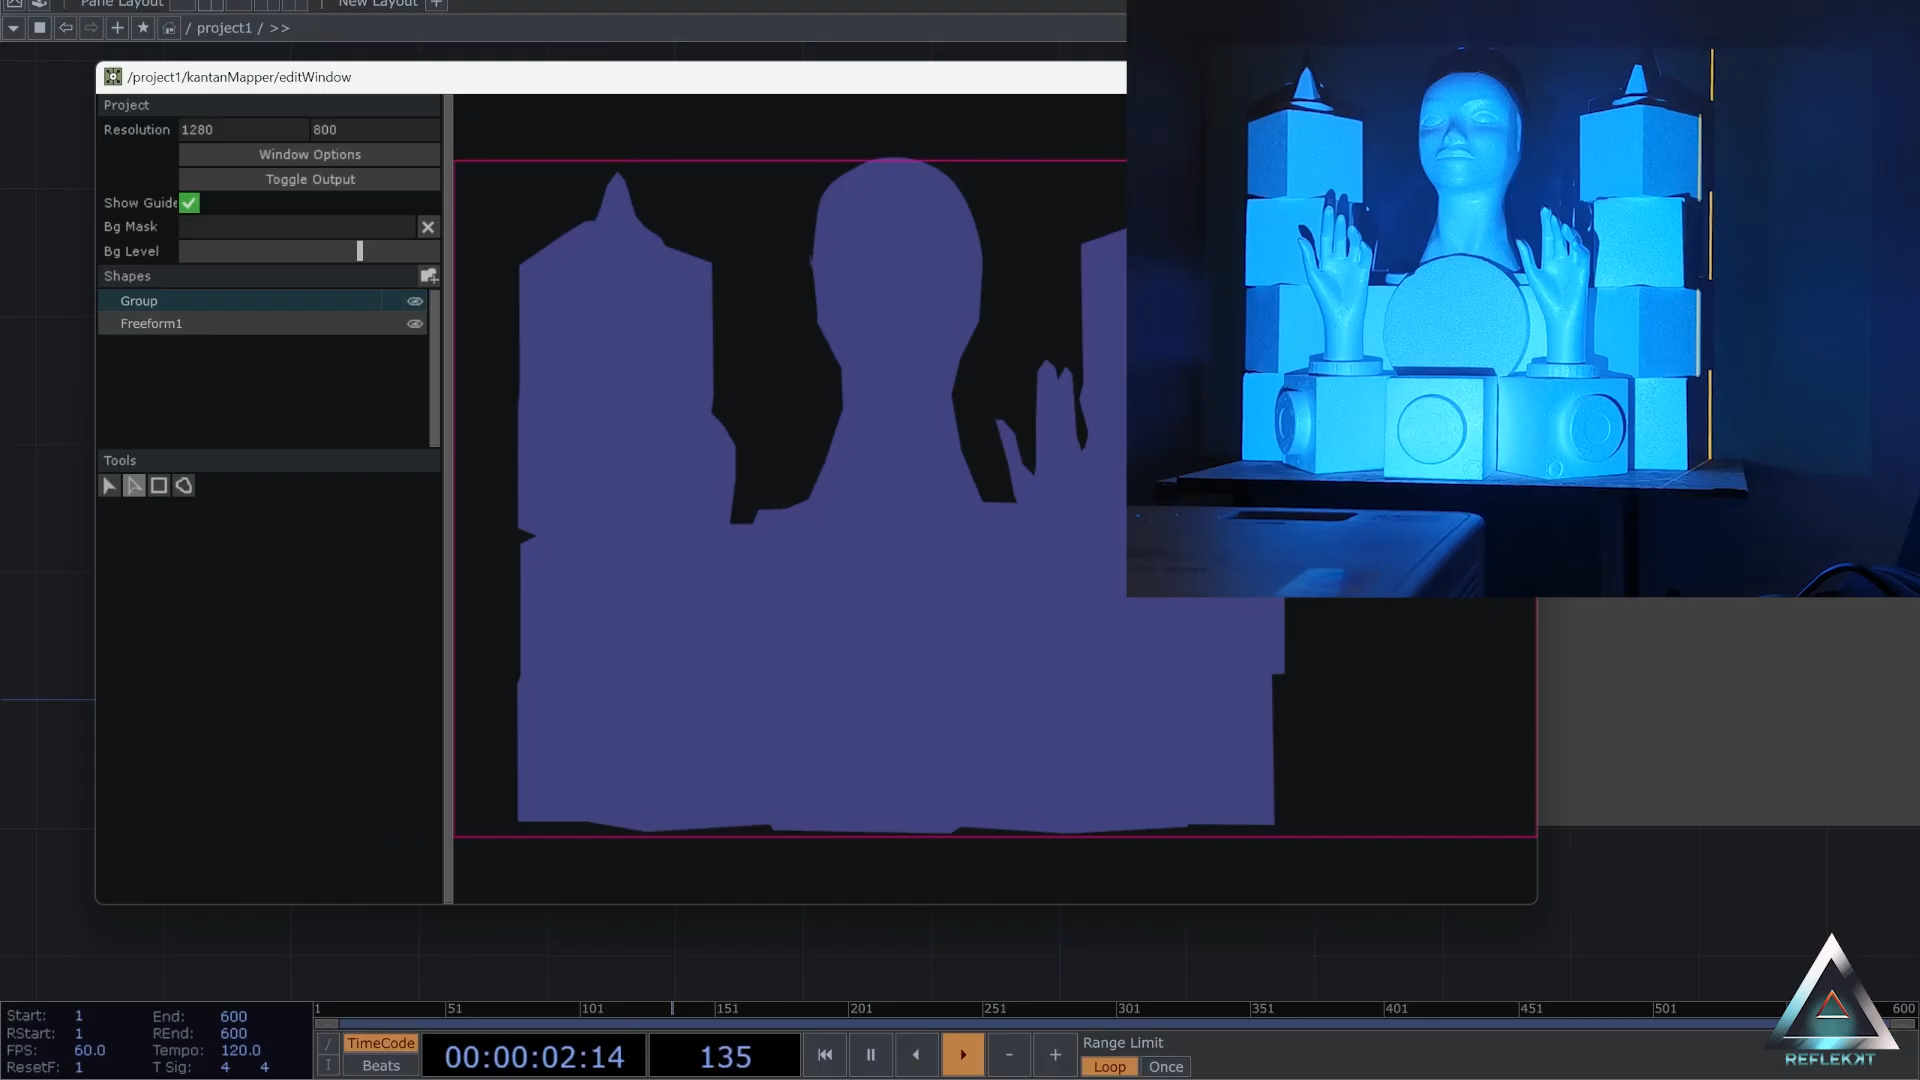 Pane Layout New Layout +
/ project1 / >>
/project1/kantanMapper/editWindow
Project
Resolution 1280 800
Window Options
Toggle Output
Show Guide
Bg Mask
Bg Level
Shapes
Group
Freeform1
Tools
1 51 101 151 201 251 301 351 401 451 501 600
Start: 1 End: 600
RStart: 1 REnd: 600
FPS: 60.0 Tempo: 120.0
ResetF: 1 T Sig: 4 4
TimeCode
Beats
00:00:02:14
135
Range Limit
Loop Once
REFLEKKT